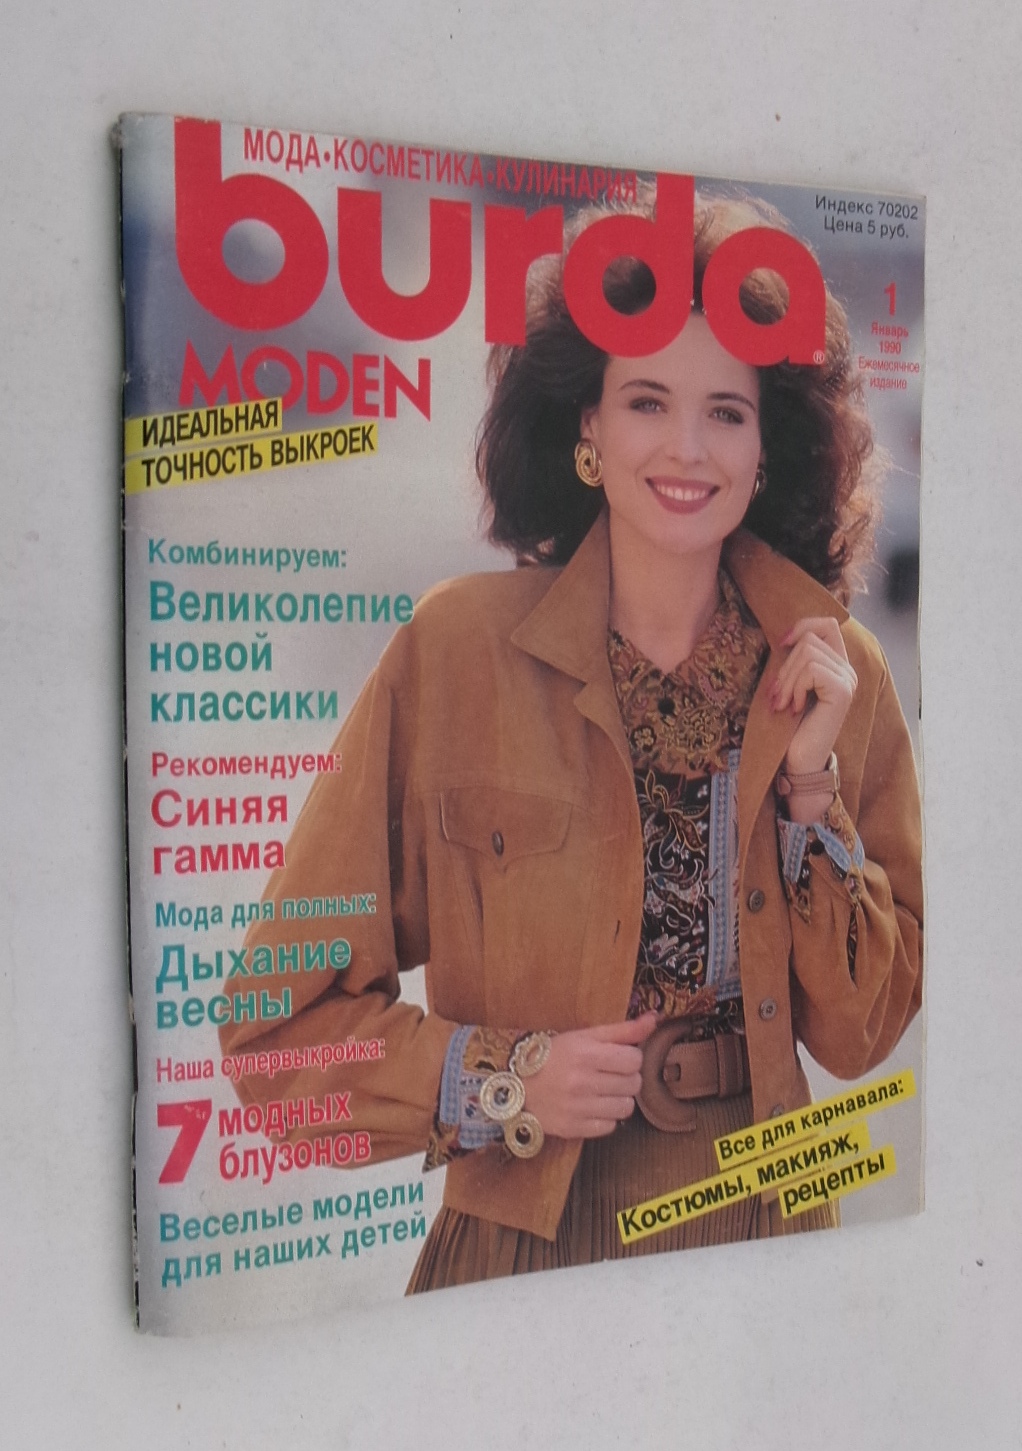 МОДА•КОСМЕТИКА•КУЛИНАРИЯ
burda
MODEN
Индекс 70202
Цена 5 руб.
1
Январь
1990
Ежемесячное
издание
®
ИДЕАЛЬНАЯ
ТОЧНОСТЬ ВЫКРОЕК
Комбинируем:
Великолепие
новой
классики
Рекомендуем:
Синяя
гамма
Мода для полных:
Дыхание
весны
Наша супервыкройка:
7 модных
блузонов
Веселые модели
для наших детей
Все для карнавала:
Костюмы, макияж,
рецепты